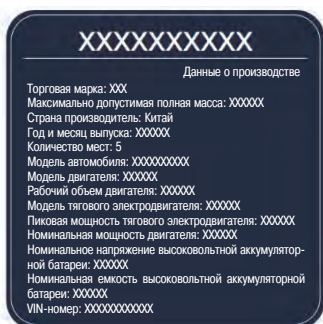 XXXXXXXXXX
Данные о производстве
Торговая марка: XXX
Максимально допустимая полная масса: XXXXXX
Страна производитель: Китай
Год и месяц выпуска: XXXXXX
Количество мест: 5
Модель автомобиля: XXXXXXXXXX
Модель двигателя: XXXXXX
Рабочий объем двигателя: XXXXXX
Модель тягового электродвигателя: XXXXXX
Пиковая мощность тягового электродвигателя: XXXXXX
Номинальная мощность двигателя: XXXXXX
Номинальное напряжение высоковольтной аккумулятор-
ной батареи: XXXXXX
Номинальная емкость высоковольтной аккумуляторной
батареи: XXXXXX
VIN-номер: XXXXXXXXXXXX